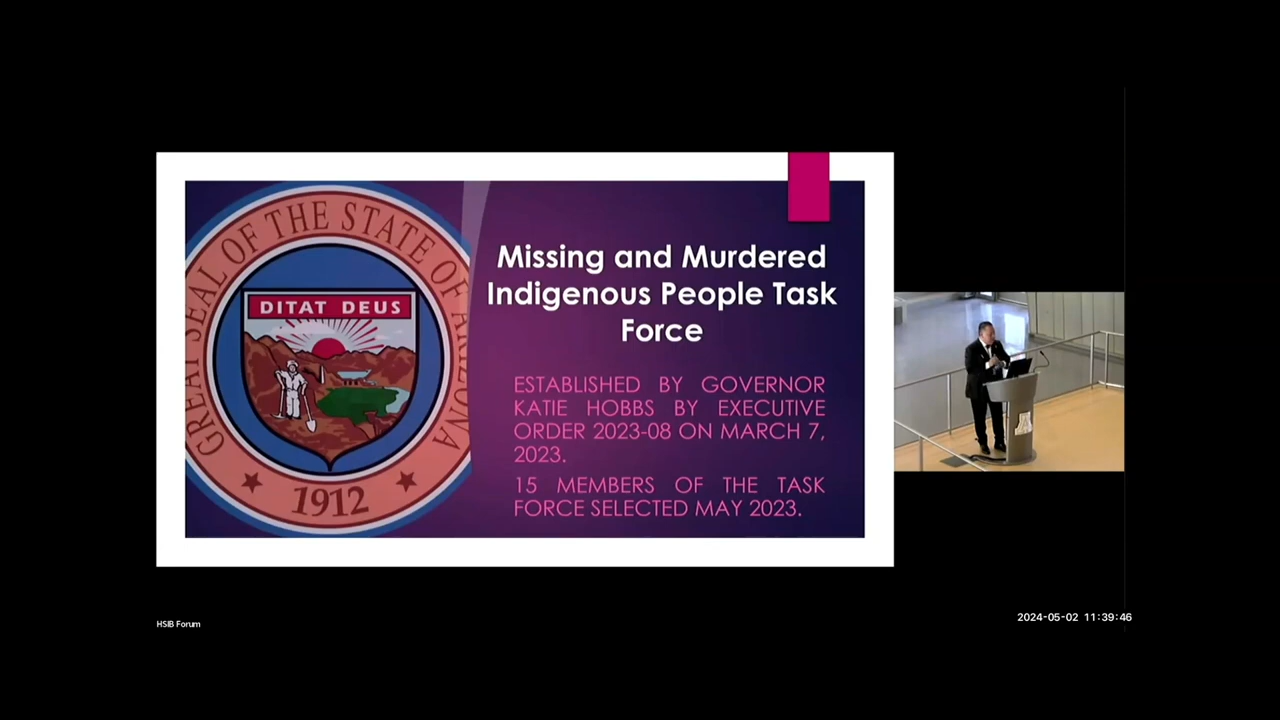 GREAT SEAL OF THE STATE OF ARIZONA
DITAT DEUS
1912
Missing and Murdered
Indigenous People Task
Force
ESTABLISHED BY GOVERNOR
KATIE HOBBS BY EXECUTIVE
ORDER 2023-08 ON MARCH 7,
2023.
15 MEMBERS OF THE TASK
FORCE SELECTED MAY 2023.
A
HSIB Forum
2024-05-02 11:39:46